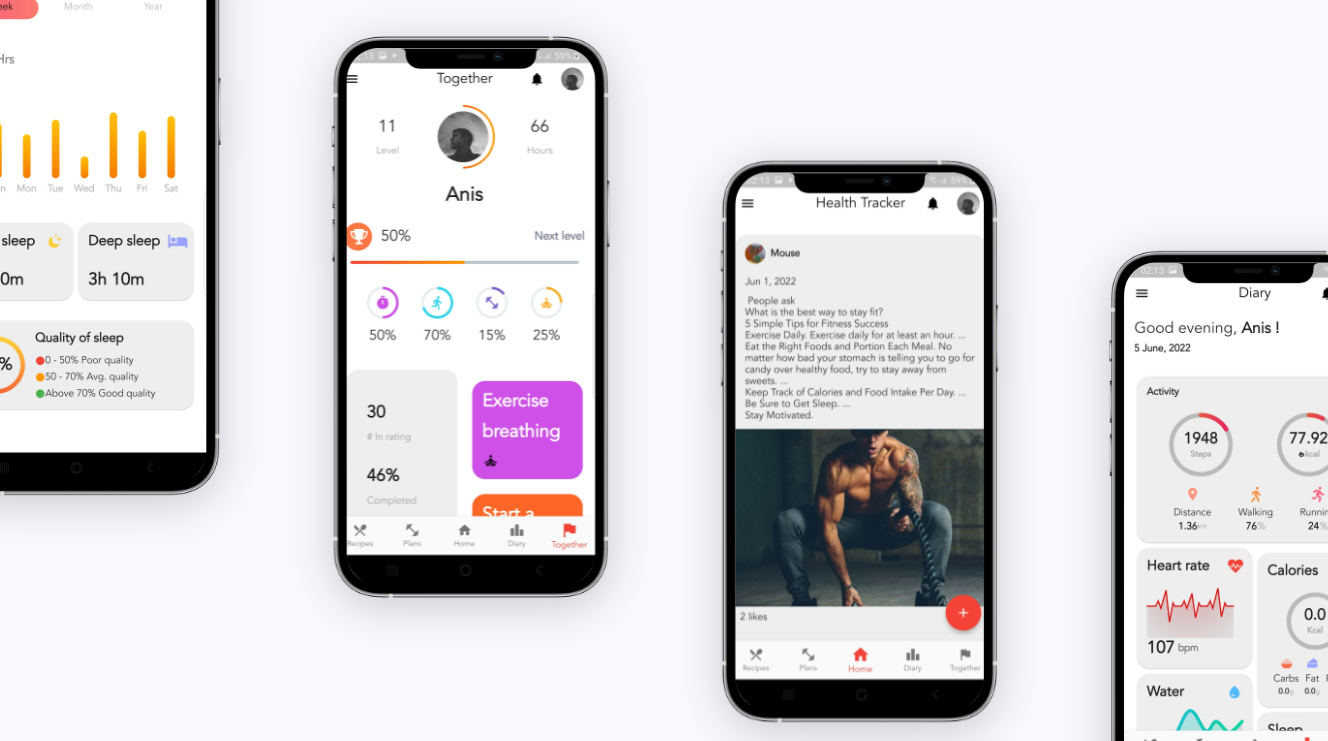 Month
Year
Hrs
Mon Tue Wed Thu Fri Sat
sleep
Deep sleep
3h 10m
Quality of sleep
0 - 50% Poor quality
50 - 70% Avg. quality
Above 70% Good quality
59%
Together
11
Level
66
Hours
Anis
50%
Next level
50%
70%
15%
25%
30
# In rating
46%
Completed
Exercise
breathing
Start a
Recipes
Plans
Home
Diary
Together
02:13
59%
Health Tracker
Mouse
Jun 1, 2022
People ask
What is the best way to stay fit?
5 Simple Tips for Fitness Success
Exercise Daily. Exercise daily for at least an hour. ...
Eat the Right Foods and Portion Each Meal. No
matter how bad your stomach is telling you to go for
candy over healthy food, try to stay away from
sweets. ...
Keep Track of Calories and Food Intake Per Day. ...
Be Sure to Get Sleep. ...
Stay Motivated.
2 likes
+
Recipes
Plans
Home
Diary
Together
02:13
Diary
Good evening, Anis !
5 June, 2022
Activity
1948
Steps
77.92
kcal
Distance
1.36km
Walking
76%
24%
Heart rate
107 bpm
Calories
0.0
Kcal
Carbs
0.0g
Fat
0.0g
Water
Sleep